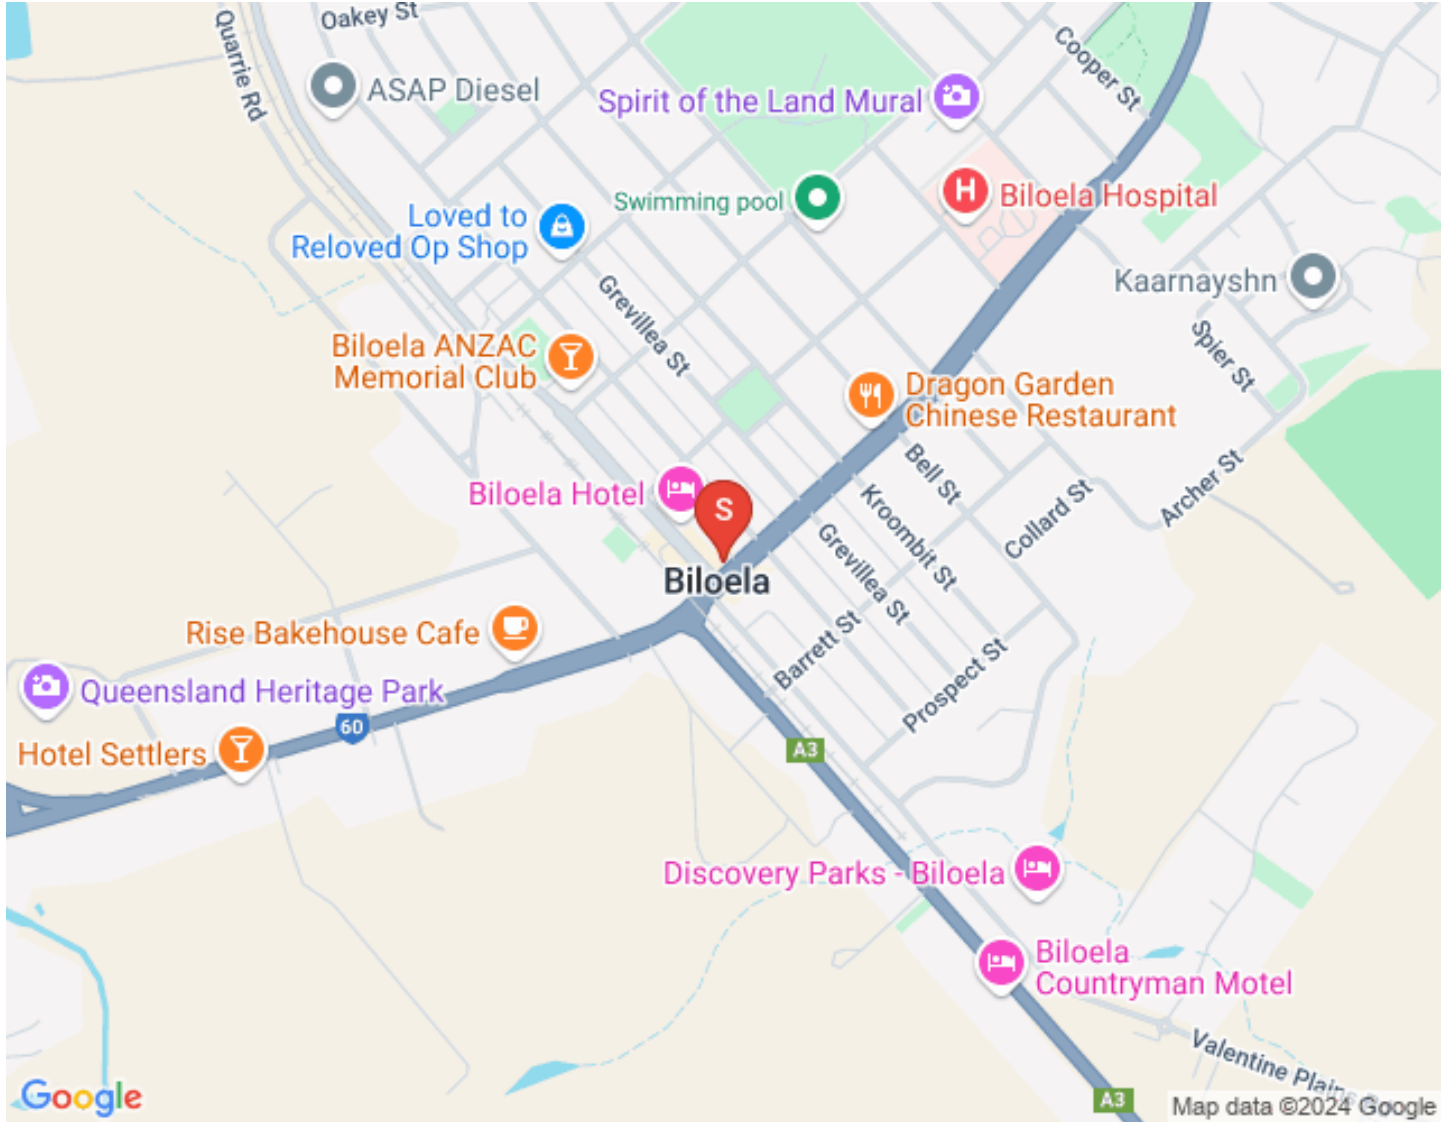 Oakey St
Quarrie Rd
ASAP Diesel
Cooper St
Spirit of the Land Mural
H
Biloela Hospital
Swimming pool
Loved to
Reloved Op Shop
Kaarnayshn
Grevillea St
Spier St
Biloela ANZAC
Memorial Club
Dragon Garden
Chinese Restaurant
Bell St
Archer St
Collard St
Kroombit St
Biloela Hotel
S
Biloela
Grevillea St
Rise Bakehouse Cafe
Barrett St
Prospect St
Queensland Heritage Park
60
Hotel Settlers
A3
Discovery Parks - Biloela
Biloela
Countryman Motel
Valentine Plains
Google
A3
Map data ©2024 Google